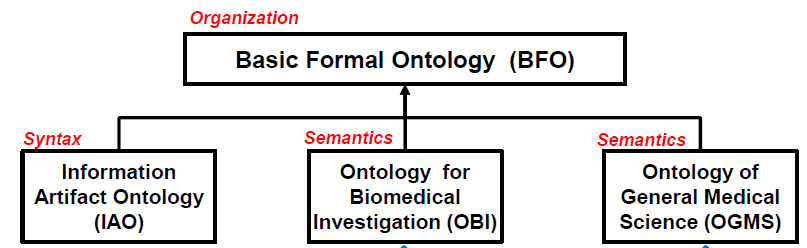 Organization
Basic Formal Ontology (BFO)
Syntax
Information
Artifact Ontology
(IAO)
Semantics
Ontology for
Biomedical
Investigation (OBI)
Semantics
Ontology of
General Medical
Science (OGMS)